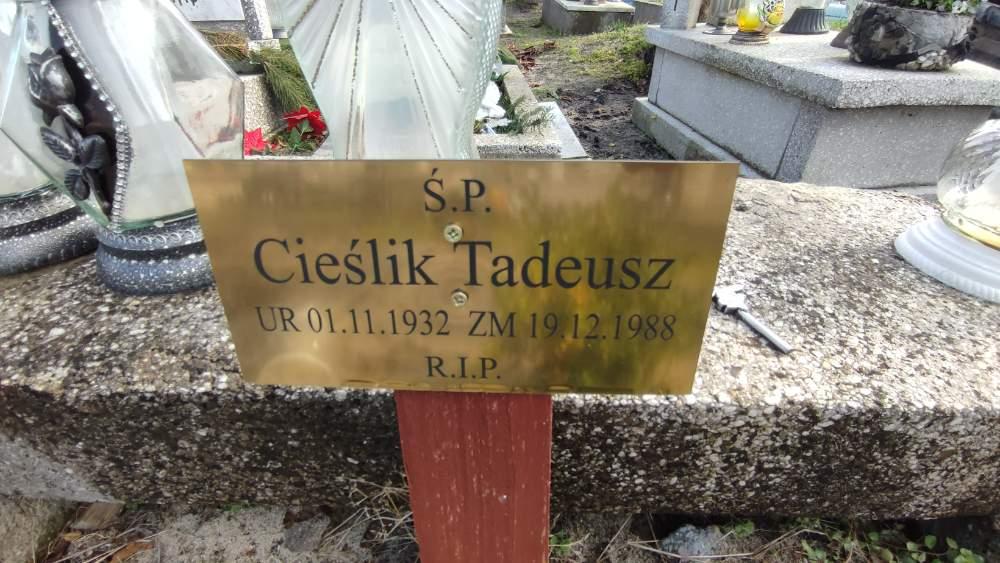 Ś.P.
Cieślik Tadeusz
UR 01.11.1932 ZM 19.12.1988
R.I.P.